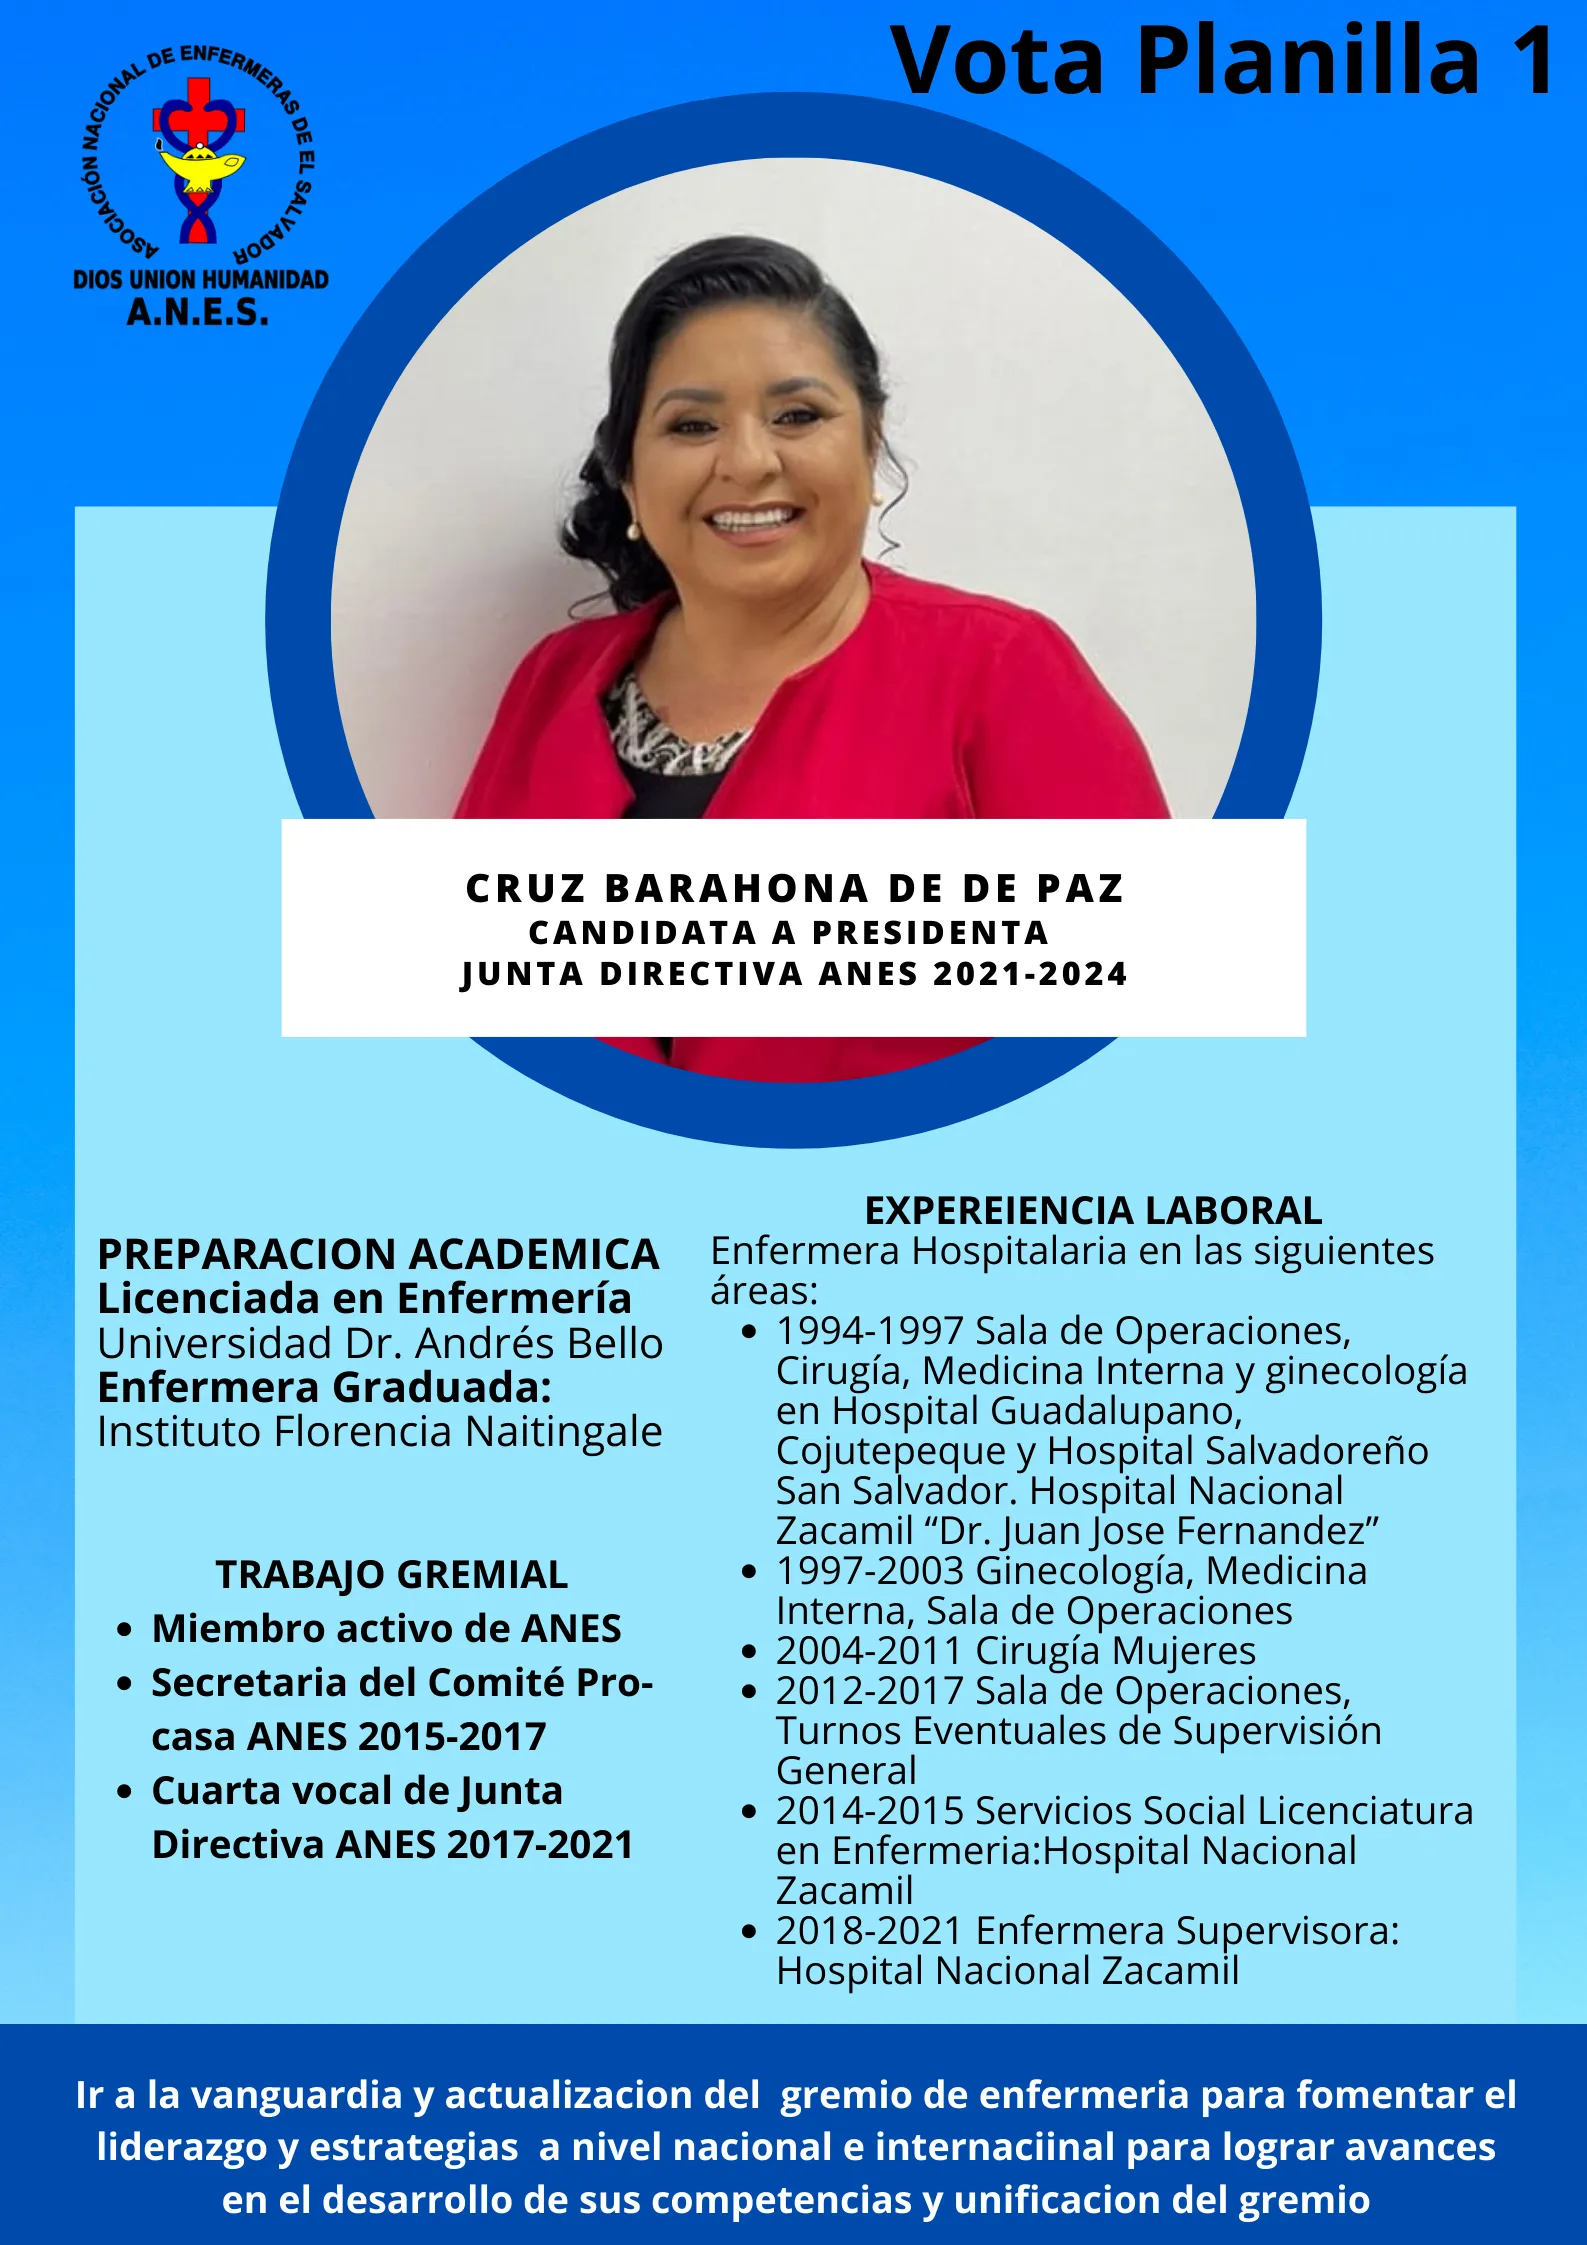 Vota Planilla 1
ASOCIACIÓN NACIONAL DE ENFERMERAS DE EL SALVADOR
DIOS UNION HUMANIDAD
A.N.E.S.
CRUZ BARAHONA DE DE PAZ
CANDIDATA A PRESIDENTA
JUNTA DIRECTIVA ANES 2021-2024
PREPARACION ACADEMICA
Licenciada en Enfermería
Universidad Dr. Andrés Bello
Enfermera Graduada:
Instituto Florencia Naitingale
TRABAJO GREMIAL
• Miembro activo de ANES
• Secretaria del Comité Pro-
casa ANES 2015-2017
• Cuarta vocal de Junta
Directiva ANES 2017-2021
EXPEREIENCIA LABORAL
Enfermera Hospitalaria en las siguientes
áreas:
• 1994-1997 Sala de Operaciones,
Cirugía, Medicina Interna y ginecología
en Hospital Guadalupano,
Cojutepeque y Hospital Salvadoreño
San Salvador. Hospital Nacional
Zacamil “Dr. Juan Jose Fernandez”
• 1997-2003 Ginecología, Medicina
Interna, Sala de Operaciones
• 2004-2011 Cirugía Mujeres
• 2012-2017 Sala de Operaciones,
Turnos Eventuales de Supervisión
General
• 2014-2015 Servicios Social Licenciatura
en Enfermeria:Hospital Nacional
Zacamil
• 2018-2021 Enfermera Supervisora:
Hospital Nacional Zacamil
Ir a la vanguardia y actualizacion del  gremio de enfermeria para fomentar el
liderazgo y estrategias  a nivel nacional e internaciinal para lograr avances
en el desarrollo de sus competencias y unificacion del gremio